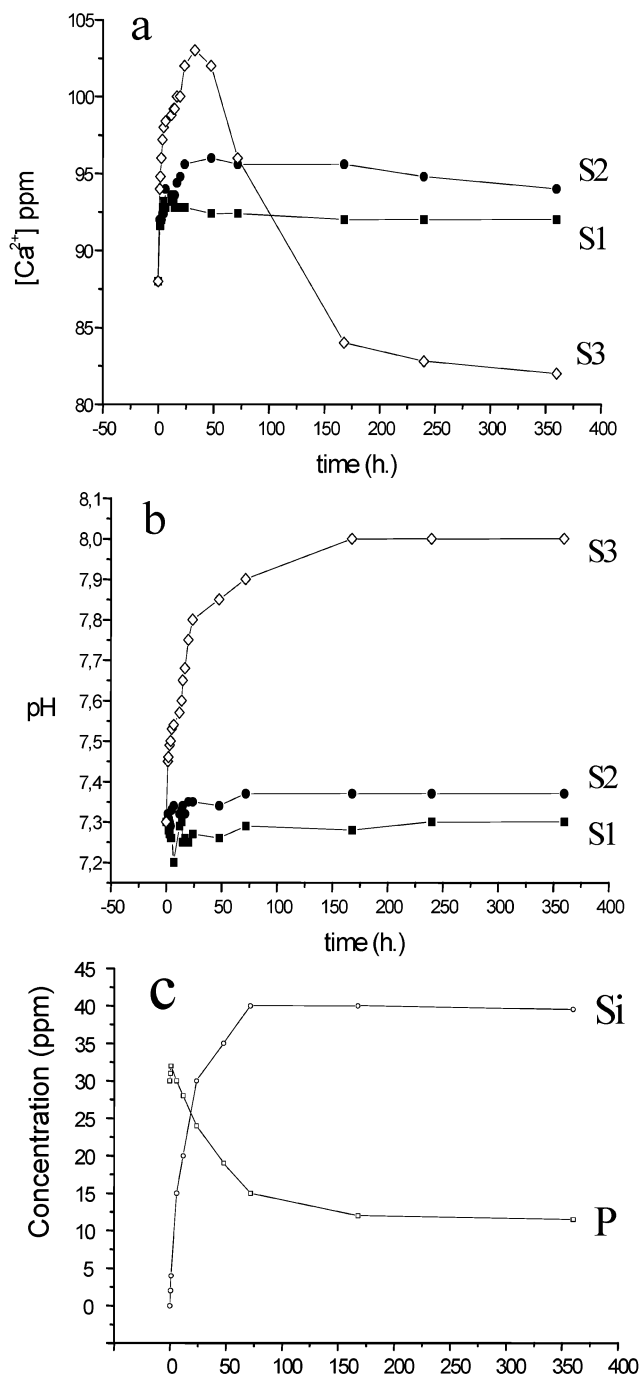 a
105
100
95
90
85
80
[Ca2+] ppm
S2
S1
S3
-50 0 50 100 150 200 250 300 350 400
time (h.)
b
8,1
8,0
7,9
7,8
7,7
7,6
7,5
7,4
7,3
7,2
pH
S3
S2
S1
-50 0 50 100 150 200 250 300 350 400
time (h.)
c
45
40
35
30
25
20
15
10
5
0
Concentration (ppm)
Si
P
0 50 100 150 200 250 300 350 400